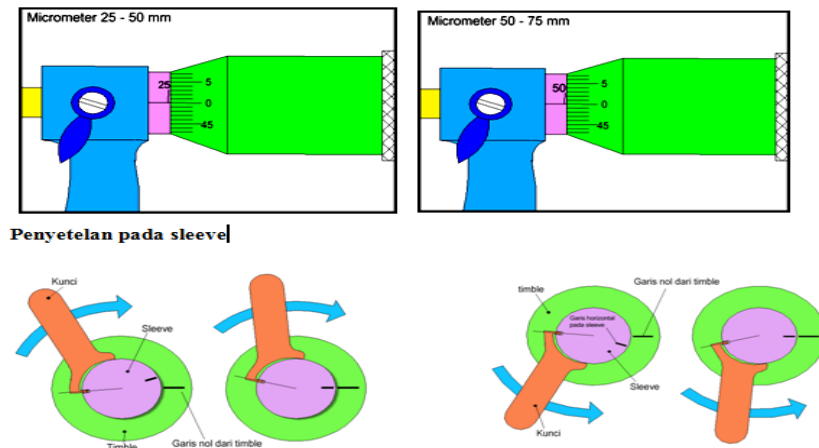 Micrometer 25 - 50 mm
25
5
0
45
Micrometer 50 - 75 mm
50
5
0
45
Penyetelan pada sleeve
Kunci
Sleeve
Timble
Garis nol dari timble
timble
Garis nol dari timble
Garis horizontal
pada sleeve
Sleeve
Kunci